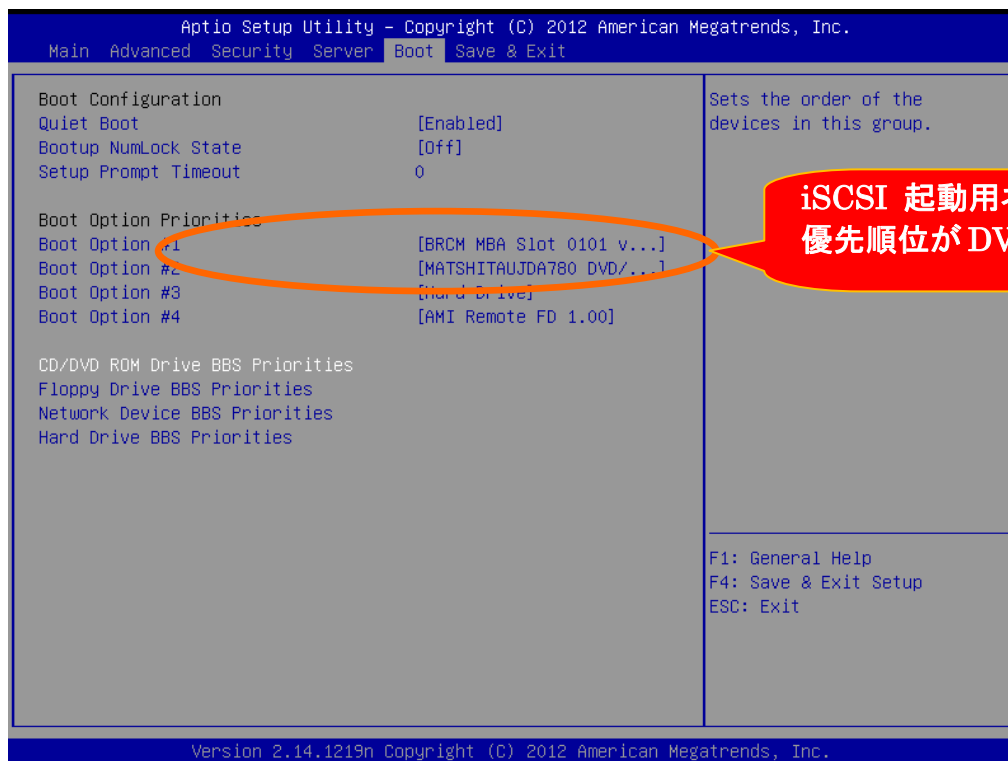 Aptio Setup Utility – Copyright (C) 2012 American Megatrends, Inc.
Main Advanced Security Server Boot Save & Exit
Boot Configuration
Quiet Boot [Enabled]
Bootup NumLock State [Off]
Setup Prompt Timeout 0
Boot Option Priorities
Boot Option #1 [BRCM MBA Slot 0101 v...]
Boot Option #2 [MATSHITAUJDA780 DVD/...]
Boot Option #3 [Hard Drive]
Boot Option #4 [AMI Remote FD 1.00]
CD/DVD ROM Drive BBS Priorities
Floppy Drive BBS Priorities
Network Device BBS Priorities
Hard Drive BBS Priorities
Sets the order of the
devices in this group.
iSCSI 起動用
優先順位が DV
F1: General Help
F4: Save & Exit Setup
ESC: Exit
Version 2.14.1219n Copyright (C) 2012 American Megatrends, Inc.